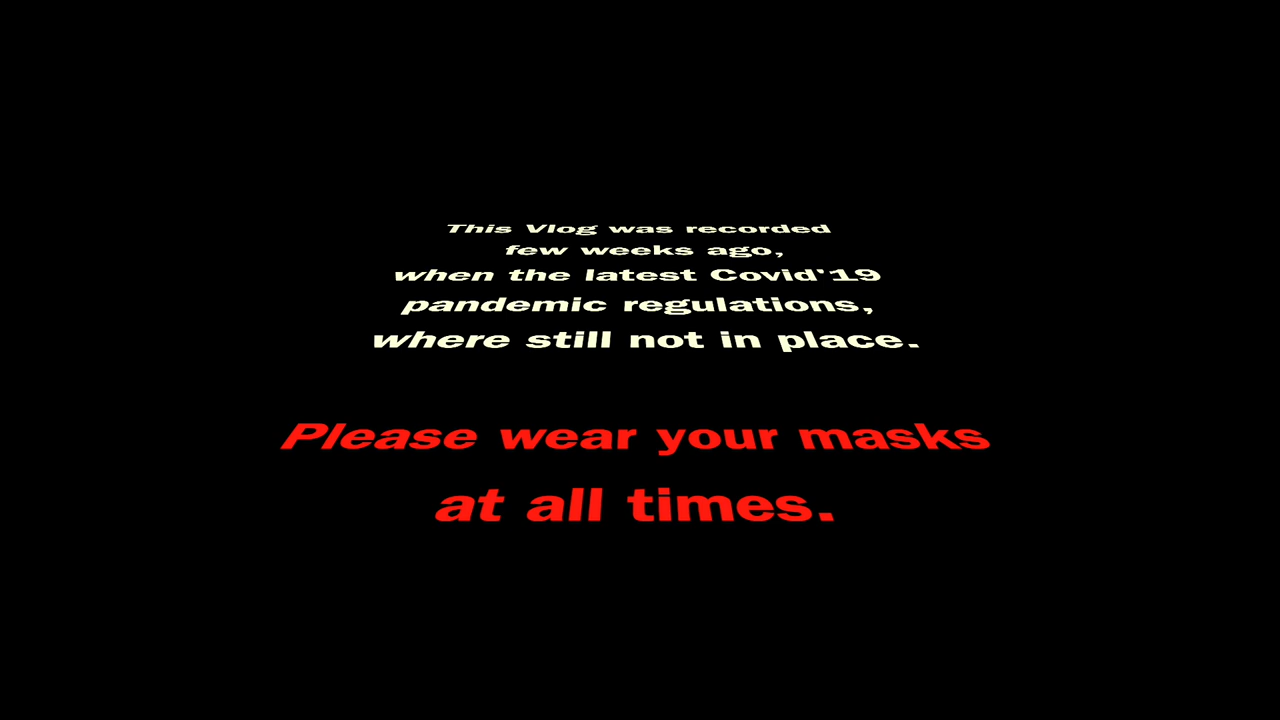 This Vlog was recorded
few weeks ago,
when the latest Covid'19
pandemic regulations,
where still not in place.
Please wear your masks
at all times.